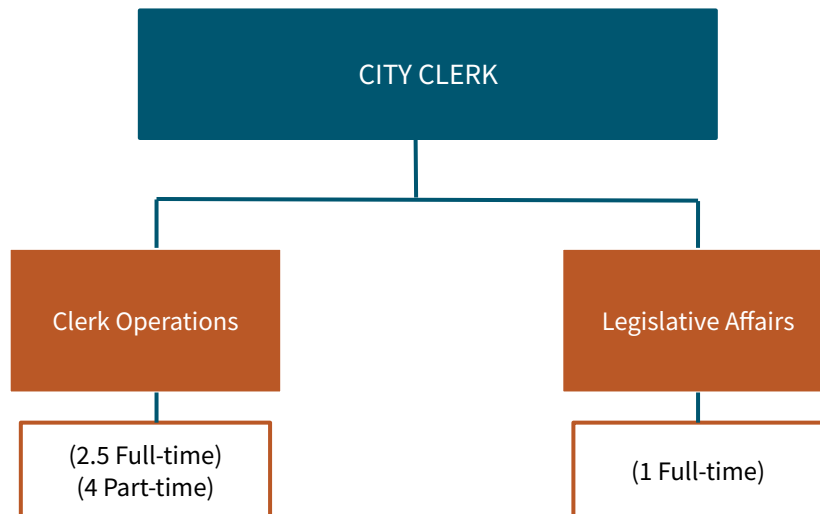 CITY CLERK
Clerk Operations
Legislative Affairs
(2.5 Full-time)
(4 Part-time)
(1 Full-time)